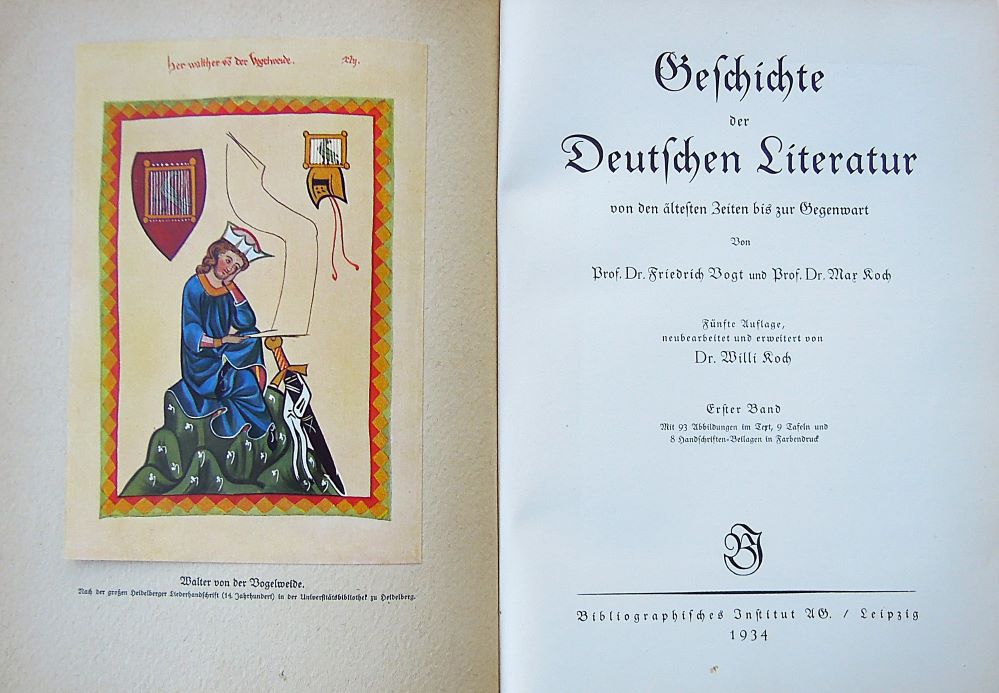 her walther vō der Vogelweide. xlv.
Walter von der Vogelweide.
Nach der großen Heidelberger Liederhandschrift (14. Jahrhundert) in der Universitätsbibliothek zu Heidelberg.
Geschichte
der
Deutschen Literatur
von den ältesten Zeiten bis zur Gegenwart
Von
Prof. Dr. Friedrich Vogt und Prof. Dr. Max Koch
Fünfte Auflage,
neubearbeitet und erweitert von
Dr. Willi Koch
Erster Band
Mit 93 Abbildungen im Text, 9 Tafeln und
8 Handschriften-Beilagen in Farbendruck
BI
Bibliographisches Institut AG. / Leipzig
1934